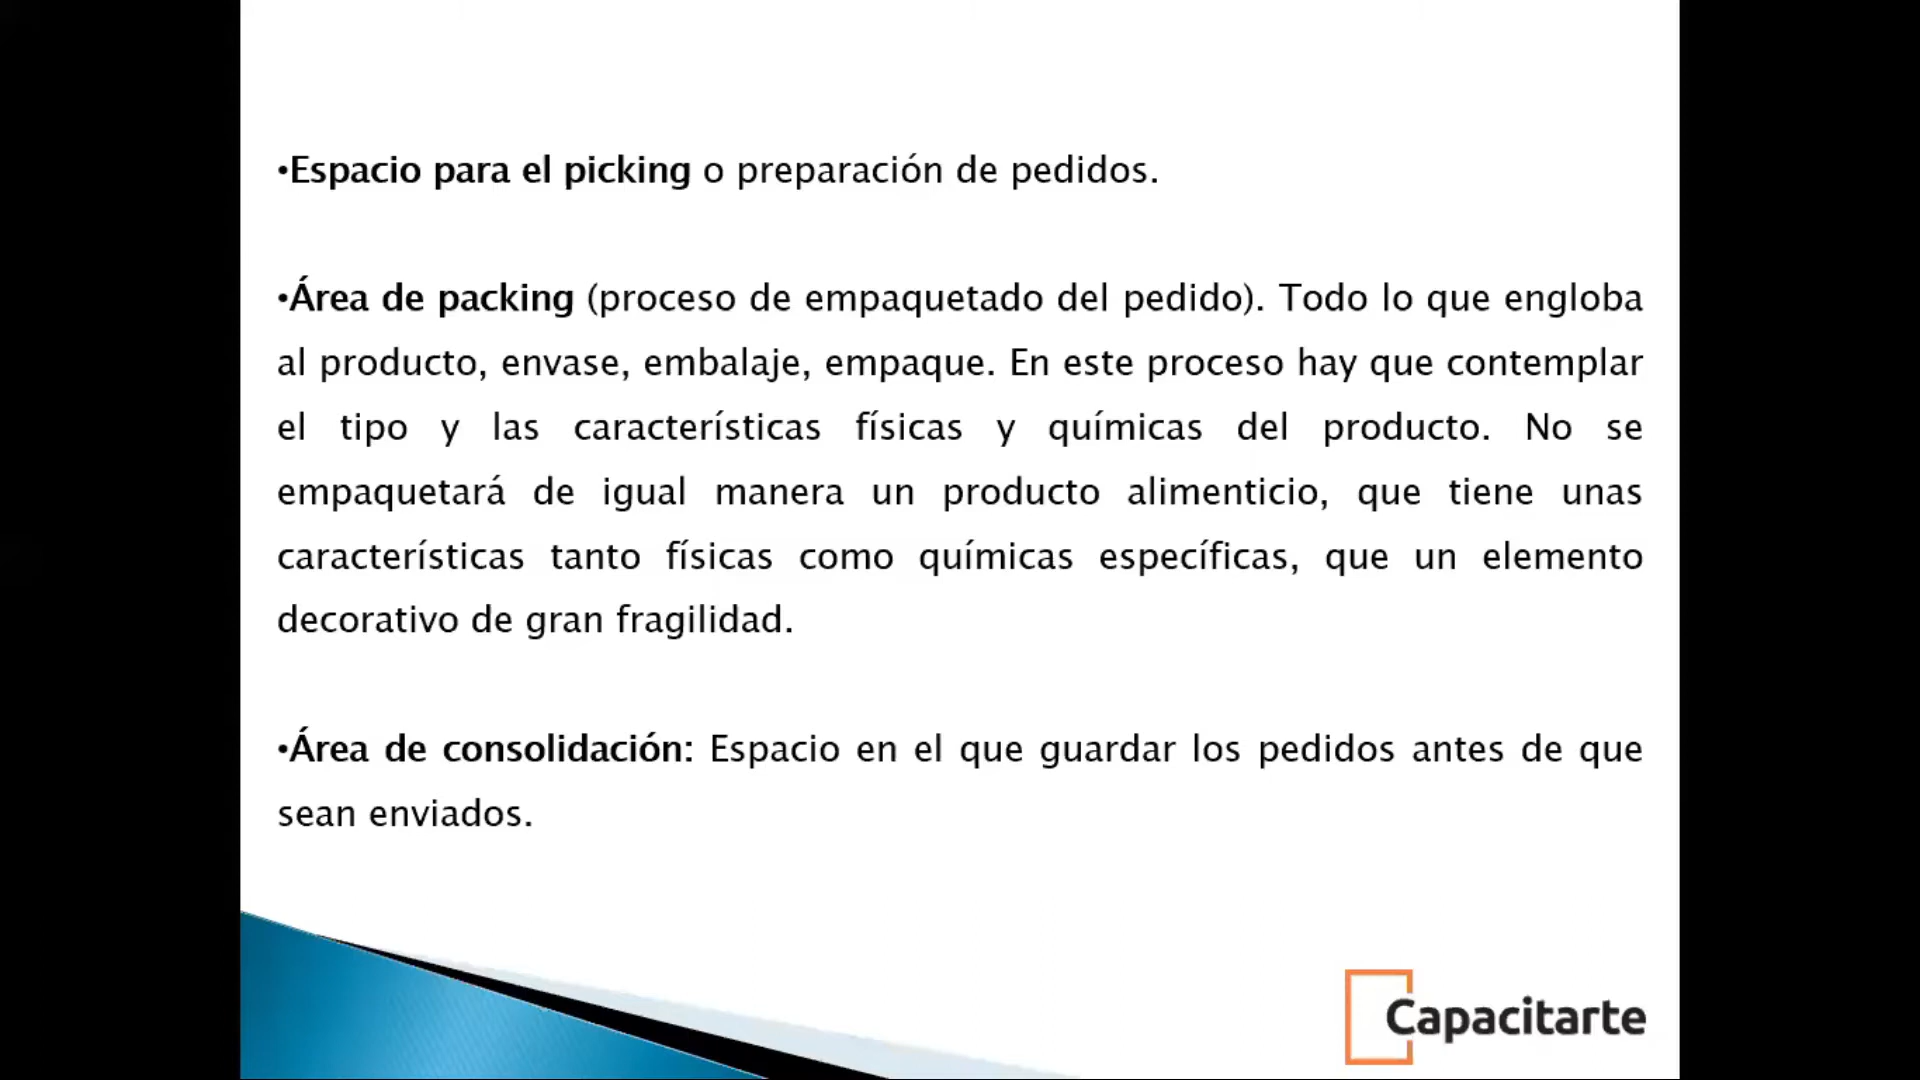 •Espacio para el picking o preparación de pedidos.
•Área de packing (proceso de empaquetado del pedido). Todo lo que engloba
al producto, envase, embalaje, empaque. En este proceso hay que contemplar
el tipo y las características físicas y químicas del producto. No se
empaquetará de igual manera un producto alimenticio, que tiene unas
características tanto físicas como químicas específicas, que un elemento
decorativo de gran fragilidad.
•Área de consolidación: Espacio en el que guardar los pedidos antes de que
sean enviados.
Capacitarte